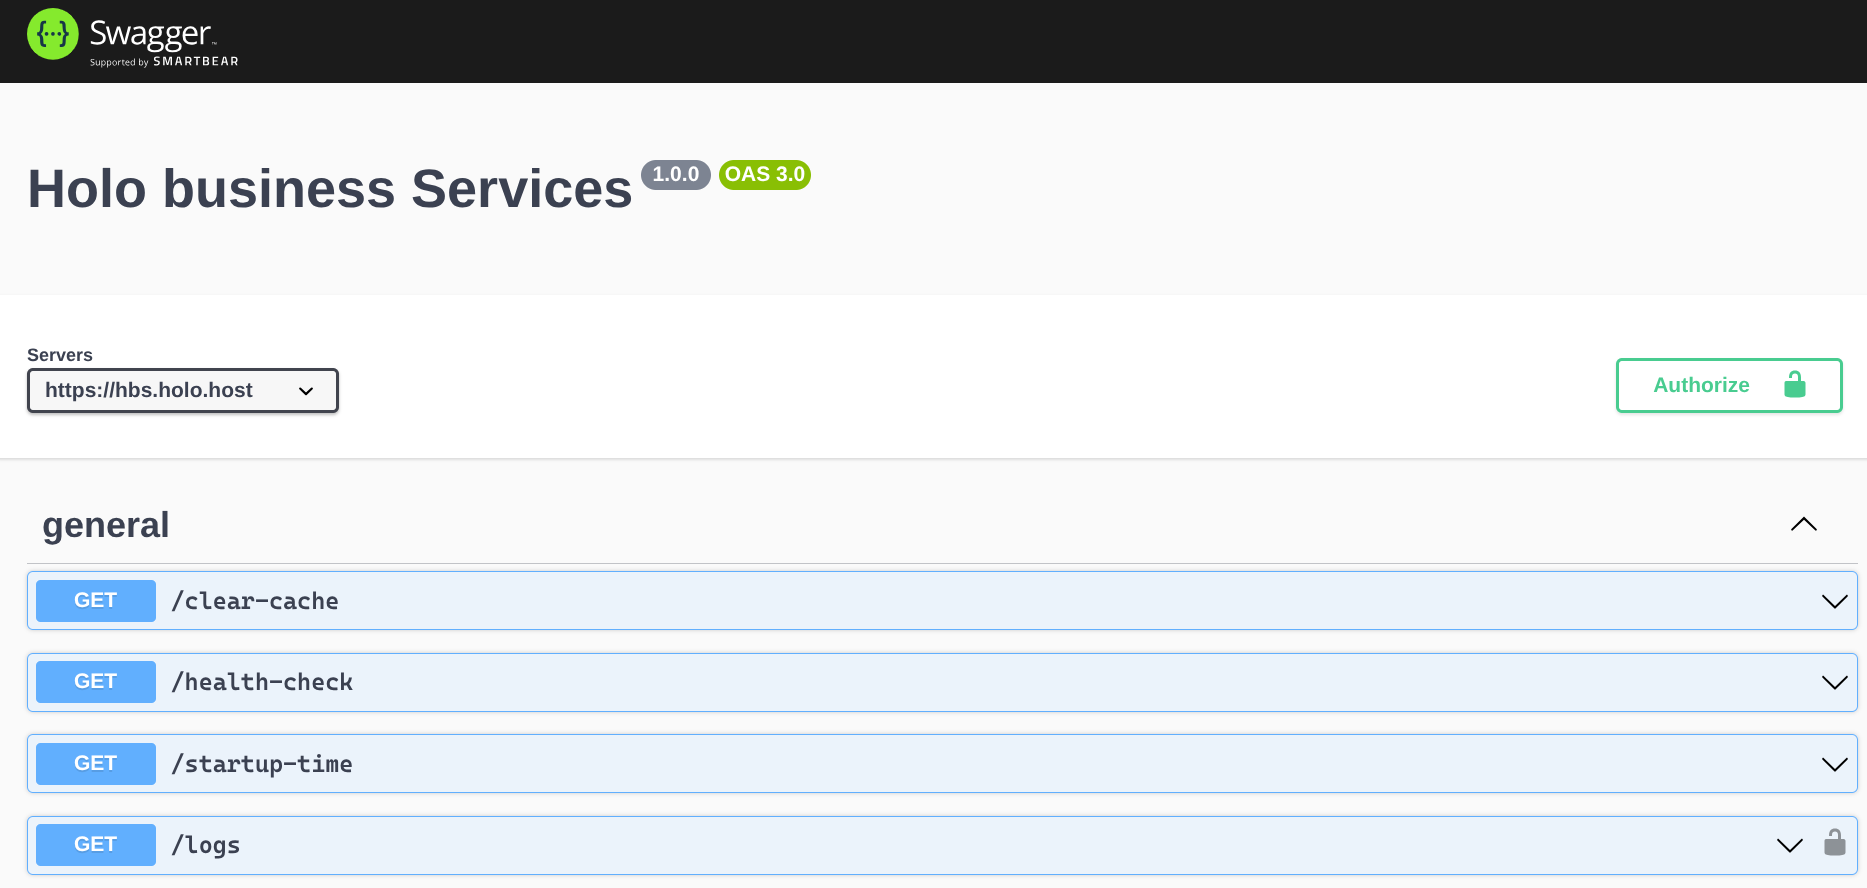 Swagger™
Supported by SMARTBEAR
Holo business Services 1.0.0 OAS 3.0
Servers
https://hbs.holo.host
Authorize
general
GET /clear-cache
GET /health-check
GET /startup-time
GET /logs